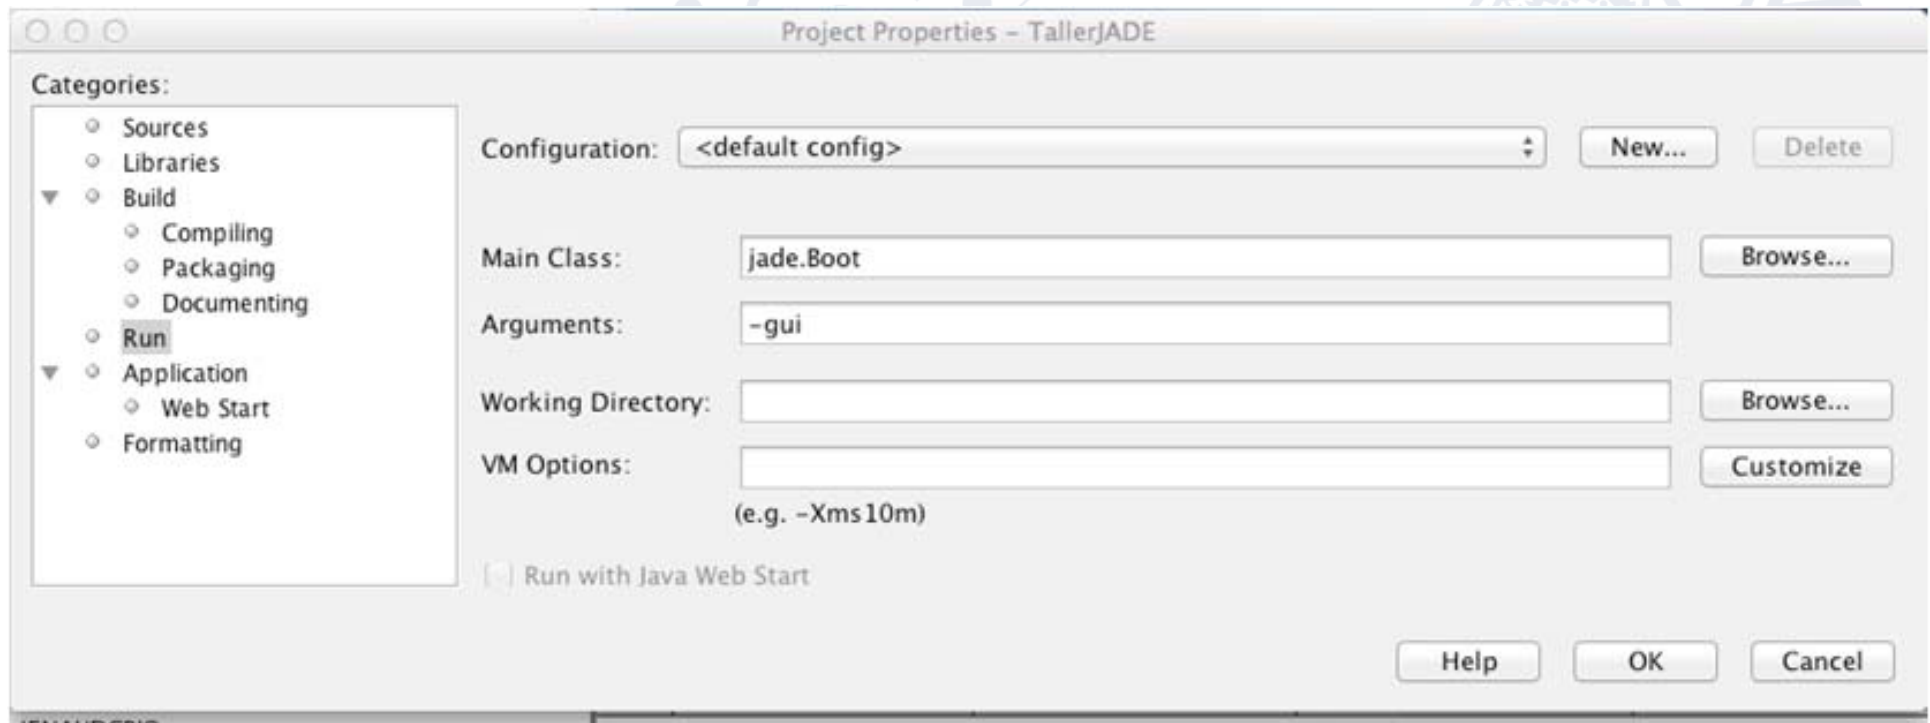 Project Properties – TallerJADE
Categories:
Sources
Libraries
Build
Compiling
Packaging
Documenting
Run
Application
Web Start
Formatting
Configuration: <default config> New... Delete
Main Class: jade.Boot Browse...
Arguments: -gui
Working Directory: Browse...
VM Options: Customize
(e.g. -Xms10m)
Run with Java Web Start
Help OK Cancel